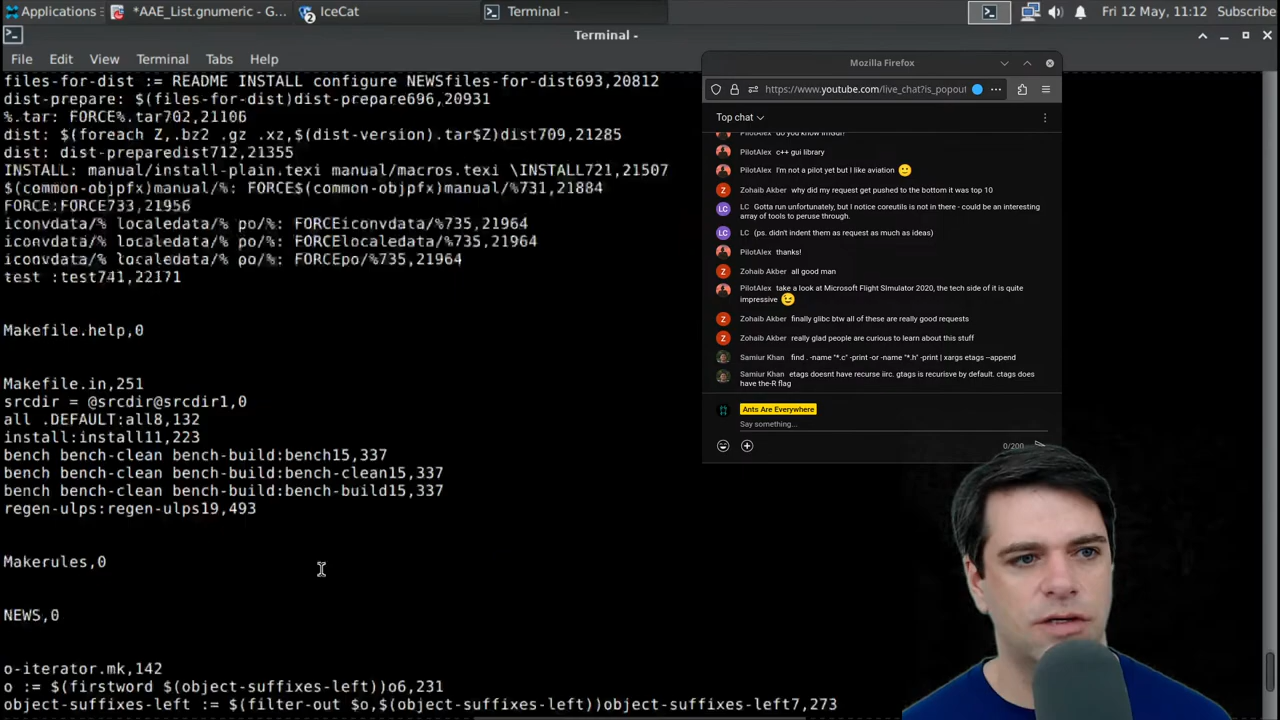 Applications
*AAE_List.gnumeric - G...
IceCat
2
Terminal -
Fri 12 May, 11:12
Subscribe
Terminal -
File Edit View Terminal Tabs Help
files-for-dist := README INSTALL configure NEWSfiles-for-dist693,20812
dist-prepare: $(files-for-dist)dist-prepare696,20931
%.tar: FORCE%.tar702,21106
dist: $(foreach Z,.bz2 .gz .xz,$(dist-version).tar$Z)dist709,21285
dist: dist-preparedist712,21355
INSTALL: manual/install-plain.texi manual/macros.texi \INSTALL721,21507
$(common-objpfx)manual/%: FORCE$(common-objpfx)manual/%731,21884
FORCE:FORCE733,21956
iconvdata/% localedata/% po/%: FORCEiconvdata/%735,21964
iconvdata/% localedata/% po/%: FORCElocaledata/%735,21964
iconvdata/% localedata/% po/%: FORCEpo/%735,21964
test :test741,22171
Makefile.help,0
Makefile.in,251
srcdir = @srcdir@srcdir1,0
all .DEFAULT:all8,132
install:install11,223
bench bench-clean bench-build:bench15,337
bench bench-clean bench-build:bench-clean15,337
bench bench-clean bench-build:bench-build15,337
regen-ulps:regen-ulps19,493
Makerules,0
NEWS,0
o-iterator.mk,142
o := $(firstword $(object-suffixes-left))o6,231
object-suffixes-left := $(filter-out $o,$(object-suffixes-left))object-suffixes-left7,273
Mozilla Firefox
https://www.youtube.com/live_chat?is_popout
Top chat
PilotAlex do you know ImGui?
PilotAlex c++ gui library
PilotAlex I'm not a pilot yet but I like aviation
Z Zohaib Akber why did my request get pushed to the bottom it was top 10
LC LC Gotta run unfortunately, but I notice coreutils is not in there - could be an interesting
array of tools to peruse through.
LC LC (ps. didn't indent them as request as much as ideas)
PilotAlex thanks!
Z Zohaib Akber all good man
PilotAlex take a look at Microsoft Flight SImulator 2020, the tech side of it is quite
impressive
Z Zohaib Akber finally glibc btw all of these are really good requests
Z Zohaib Akber really glad people are curious to learn about this stuff
Samiur Khan find . -name "*.c" -print -or -name "*.h" -print | xargs etags --append
Samiur Khan etags doesnt have recurse iirc. gtags is recurisve by default. ctags does
have the-R flag
Ants Are Everywhere
Say something...
0/200